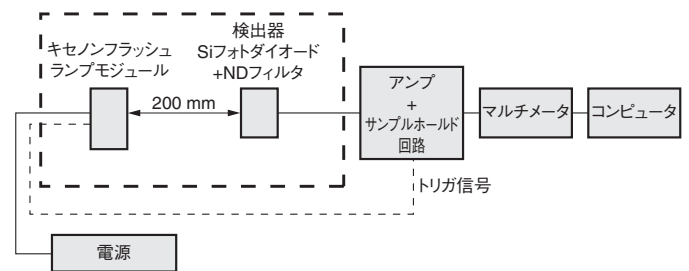 キセノンフラッシュ
ランプモジュール
検出器
Siフォトダイオード
+NDフィルタ
200 mm
アンプ
+
サンプルホールド
回路
マルチメータ
コンピュータ
トリガ信号
電源